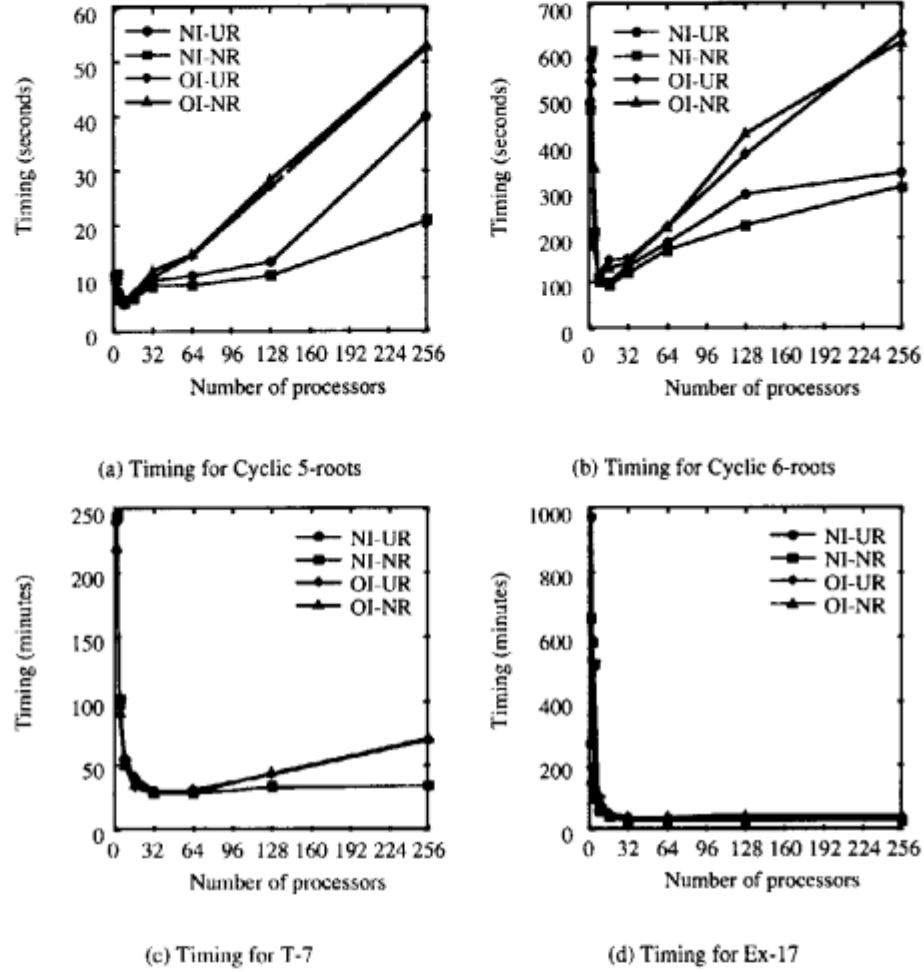 60
50
40
30
20
10
0
Timing (seconds)
NI-UR
NI-NR
OI-UR
OI-NR
0 32 64 96 128 160 192 224 256
Number of processors
(a) Timing for Cyclic 5-roots
700
600
500
400
300
200
100
0
Timing (seconds)
NI-UR
NI-NR
OI-UR
OI-NR
0 32 64 96 128 160 192 224 256
Number of processors
(b) Timing for Cyclic 6-roots
250
200
150
100
50
0
Timing (minutes)
NI-UR
NI-NR
OI-UR
OI-NR
0 32 64 96 128 160 192 224 256
Number of processors
(c) Timing for T-7
1000
800
600
400
200
0
Timing (minutes)
NI-UR
NI-NR
OI-UR
OI-NR
0 32 64 96 128 160 192 224 256
Number of processors
(d) Timing for Ex-17